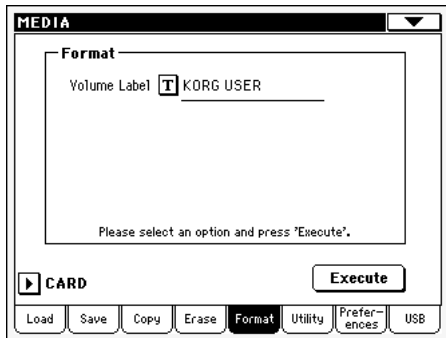 MEDIA
Format
Volume Label T KORG USER
Please select an option and press 'Execute'.
CARD
Execute
Load Save Copy Erase Format Utility Prefer-
ences USB